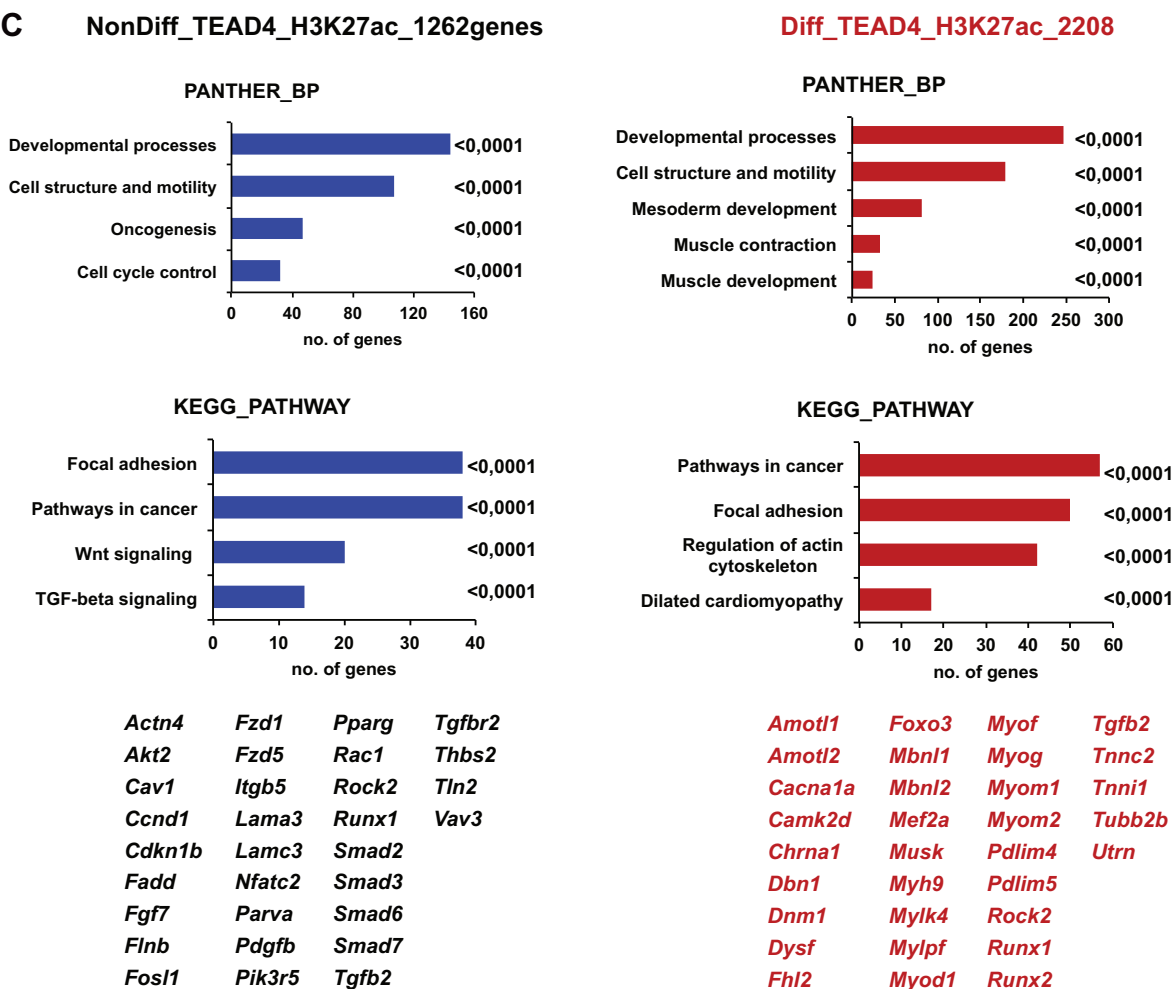 C NonDiff_TEAD4_H3K27ac_1262genes
PANTHER_BP
Developmental processes <0,0001
Cell structure and motility <0,0001
Oncogenesis <0,0001
Cell cycle control <0,0001
0 40 80 120 160
no. of genes
KEGG_PATHWAY
Focal adhesion <0,0001
Pathways in cancer <0,0001
Wnt signaling <0,0001
TGF-beta signaling <0,0001
0 10 20 30 40
no. of genes
Actn4 Fzd1 Pparg Tgfbr2
Akt2 Fzd5 Rac1 Thbs2
Cav1 Itgb5 Rock2 Tln2
Ccnd1 Lama3 Runx1 Vav3
Cdkn1b Lamc3 Smad2
Fadd Nfatc2 Smad3
Fgf7 Parva Smad6
Flnb Pdgfb Smad7
Fosl1 Pik3r5 Tgfb2
Diff_TEAD4_H3K27ac_2208
PANTHER_BP
Developmental processes <0,0001
Cell structure and motility <0,0001
Mesoderm development <0,0001
Muscle contraction <0,0001
Muscle development <0,0001
0 50 100 150 200 250 300
no. of genes
KEGG_PATHWAY
Pathways in cancer <0,0001
Focal adhesion <0,0001
Regulation of actin
cytoskeleton <0,0001
Dilated cardiomyopathy <0,0001
0 10 20 30 40 50 60
no. of genes
Amotl1 Foxo3 Myof Tgfb2
Amotl2 Mbnl1 Myog Tnnc2
Cacna1a Mbnl2 Myom1 Tnni1
Camk2d Mef2a Myom2 Tubb2b
Chrna1 Musk Pdlim4 Utrn
Dbn1 Myh9 Pdlim5
Dnm1 Mylk4 Rock2
Dysf Mylpf Runx1
Fhl2 Myod1 Runx2